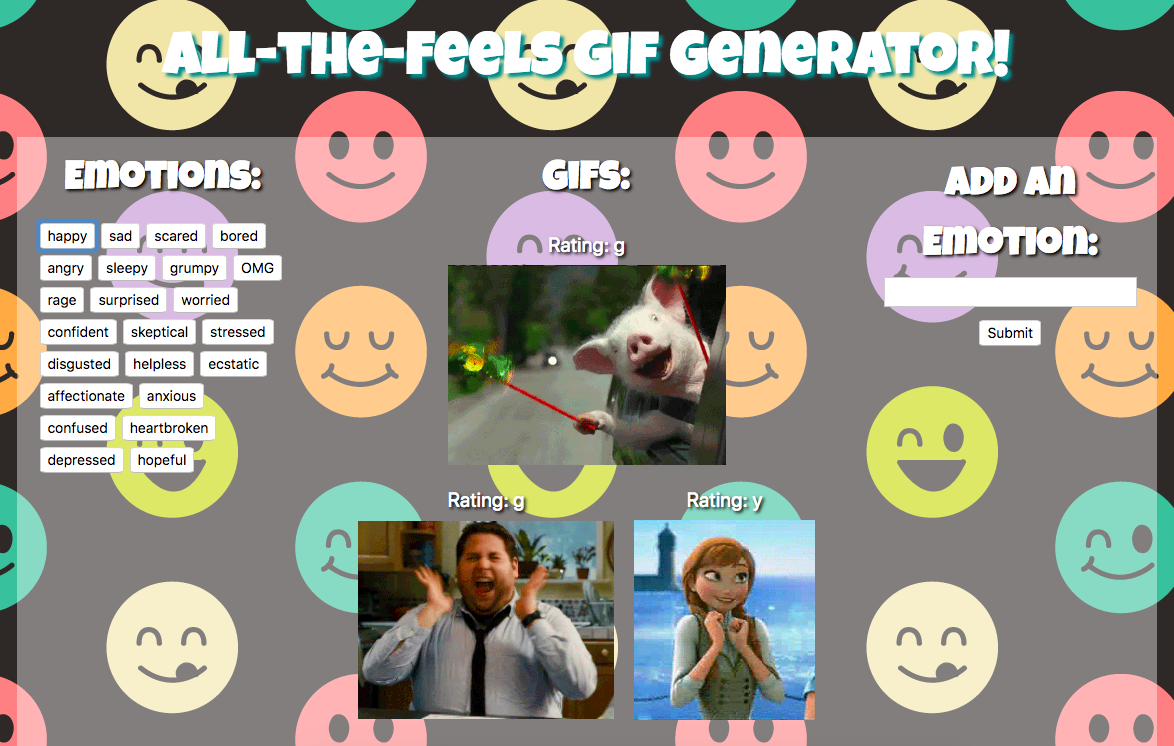 ALL-THE-FEELS GIF GENERATOR!
EMOTIONS:
happy sad scared bored
angry sleepy grumpy OMG
rage surprised worried
confident skeptical stressed
disgusted helpless ecstatic
affectionate anxious
confused heartbroken
depressed hopeful
GIFS:
Rating: g
Rating: g
Rating: y
ADD AN
EMOTION:
Submit